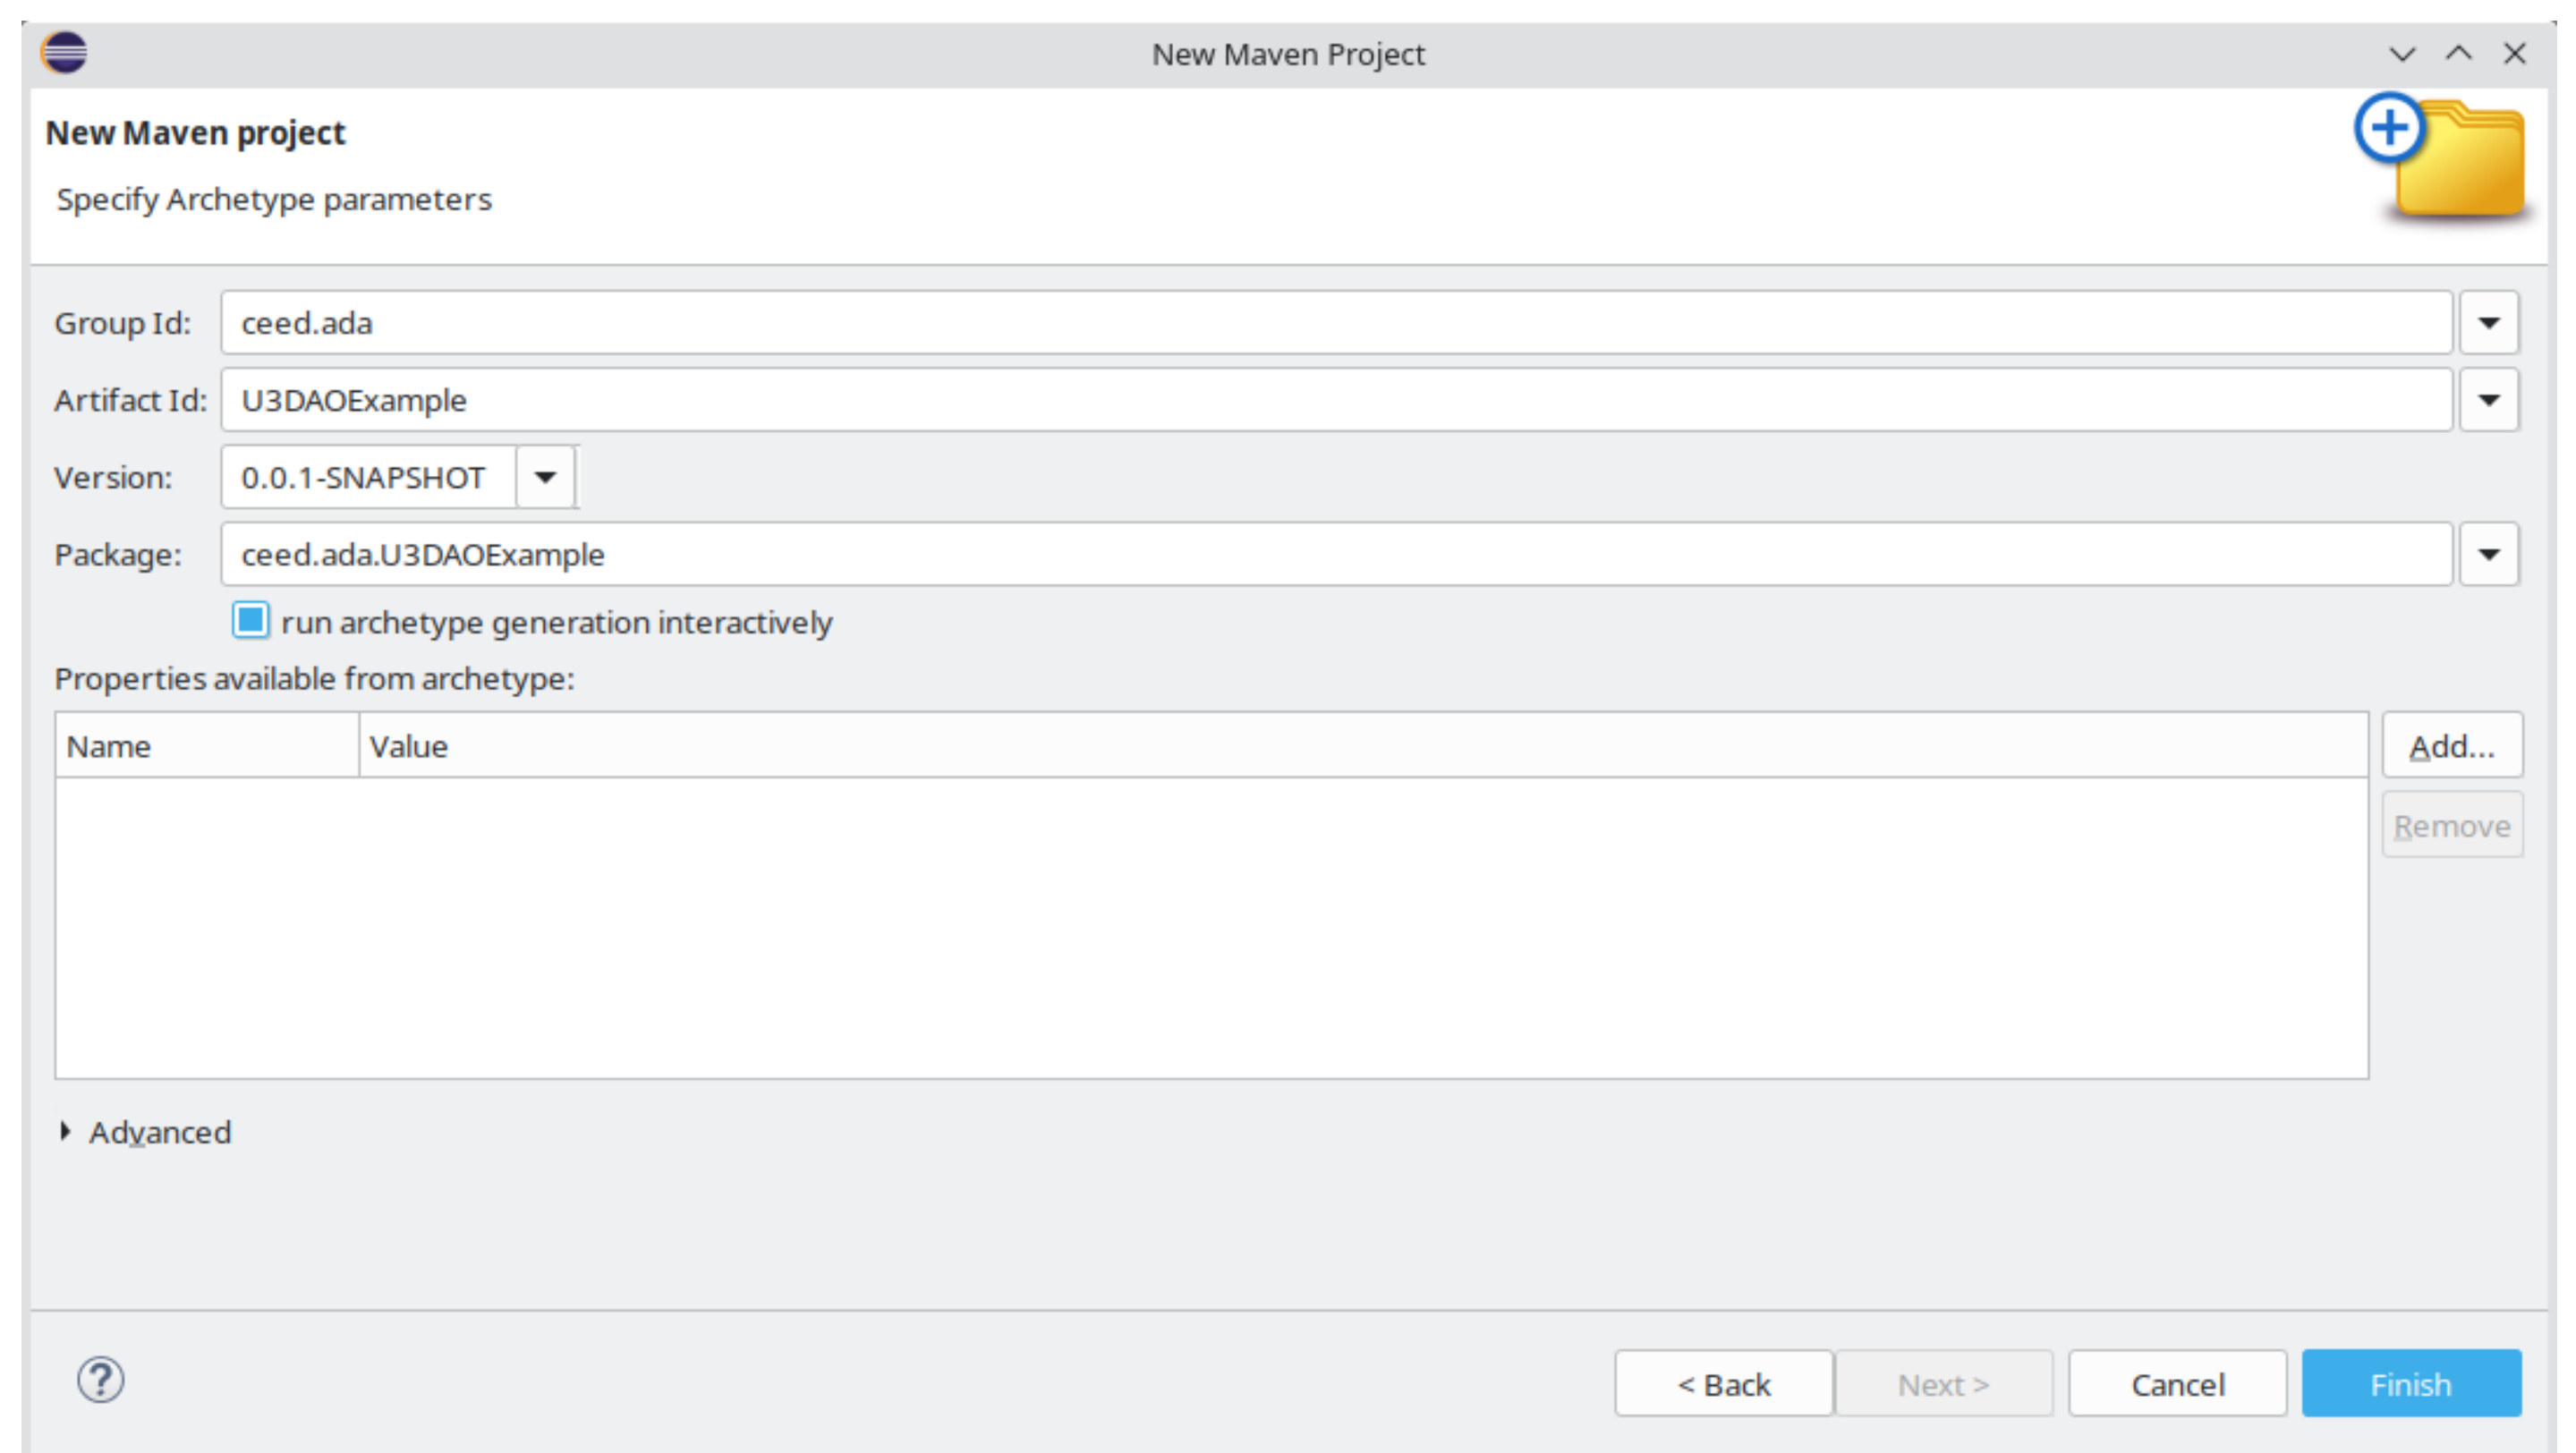 New Maven Project
New Maven project
Specify Archetype parameters
Group Id: ceed.ada
Artifact Id: U3DAOExample
Version: 0.0.1-SNAPSHOT
Package: ceed.ada.U3DAOExample
run archetype generation interactively
Properties available from archetype:
Name Value Add...
Remove
Advanced
? < Back Next > Cancel Finish